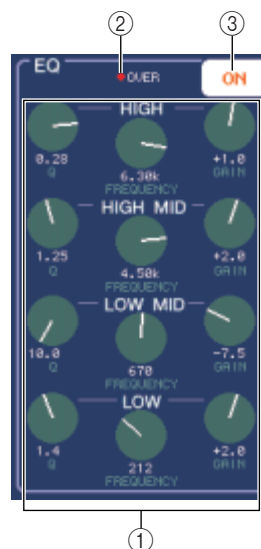 ② ③
EQ OVER ON
HIGH
0.28 6.30k +1.0
Q FREQUENCY GAIN
HIGH MID
1.25 4.50k +2.0
Q FREQUENCY GAIN
LOW MID
10.0 670 -7.5
Q FREQUENCY GAIN
LOW
1.4 212 +2.0
Q FREQUENCY GAIN
①